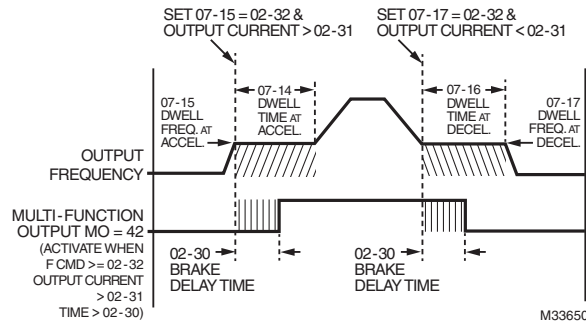 SET 07-15 = 02-32 &
OUTPUT CURRENT > 02-31
SET 07-17 = 02-32 &
OUTPUT CURRENT < 02-31
07-15
DWELL
FREQ. AT
ACCEL.
07-14
DWELL
TIME AT
ACCEL.
07-16
DWELL
TIME AT
DECEL.
07-17
DWELL
FREQ. AT
DECEL.
OUTPUT
FREQUENCY
MULTI-FUNCTION
OUTPUT MO = 42
(ACTIVATE WHEN
F CMD >= 02-32
OUTPUT CURRENT
> 02-31
TIME > 02-30)
02-30
BRAKE
DELAY TIME
02-30
BRAKE
DELAY TIME
M33650